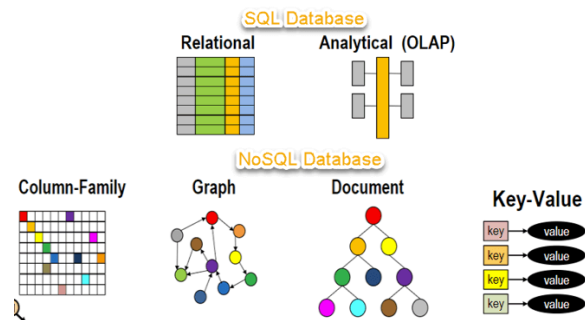 SQL Database
Relational
Analytical (OLAP)
NoSQL Database
Column-Family
Graph
Document
Key-Value
key value
key value
key value
key value